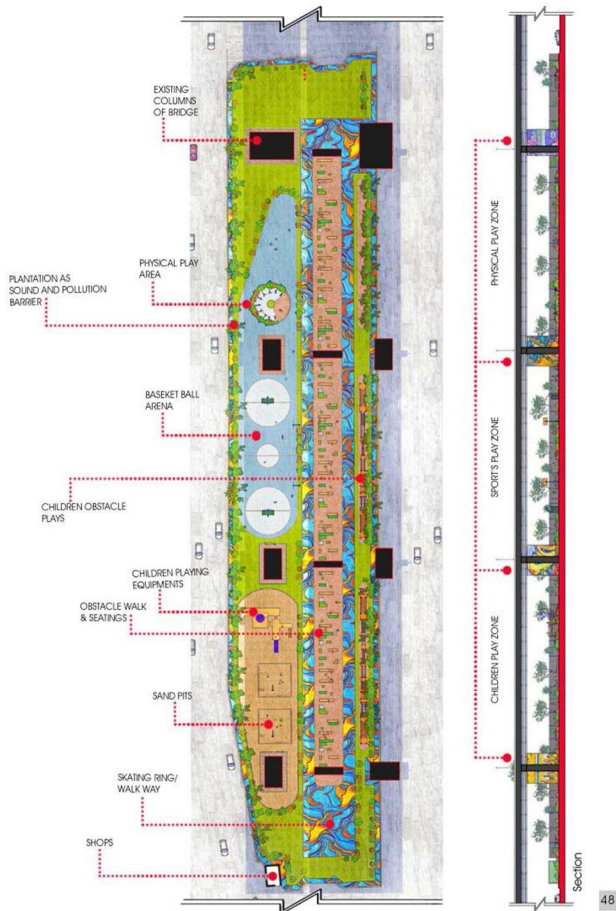 EXISTING
COLUMNS
OF BRIDGE
PHYSICAL PLAY
AREA
PLANTATION AS
SOUND AND POLLUTION
BARRIER
BASEKET BALL
ARENA
CHILDREN OBSTACLE
PLAYS
CHILDREN PLAYING
EQUIPMENTS
OBSTACLE WALK
& SEATINGS
SAND PITS
SKATING RING/
WALK WAY
SHOPS
PHYSICAL PLAY ZONE
SPORT'S PLAY ZONE
CHILDREN PLAY ZONE
Section
48